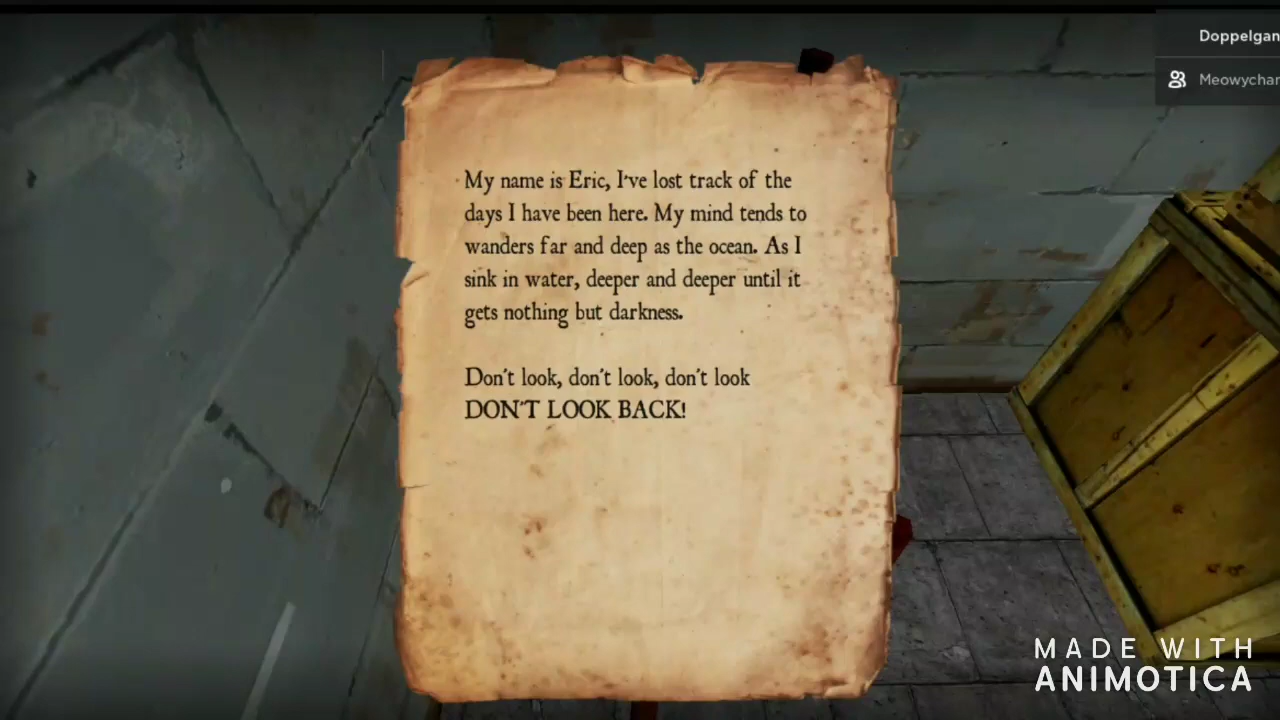 Doppelgan
Meowychar
My name is Eric, I've lost track of the
days I have been here. My mind tends to
wanders far and deep as the ocean. As I
sink in water, deeper and deeper until it
gets nothing but darkness.
Don't look, don't look, don't look
DON'T LOOK BACK!
MADE WITH
ANIMOTICA